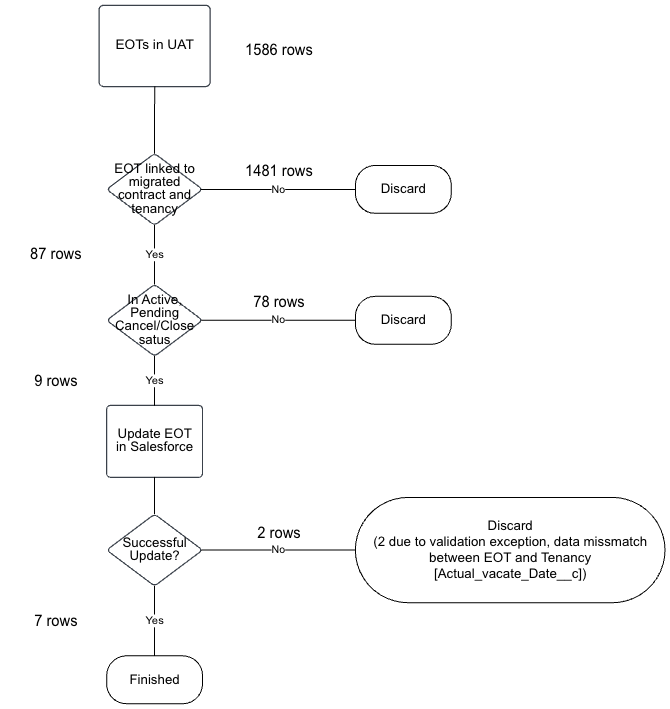 EOTs in UAT
1586 rows
EOT linked to
migrated
contract and
tenancy
1481 rows
No
Discard
87 rows
Yes
In Active,
Pending
Cancel/Close
satus
78 rows
No
Discard
9 rows
Yes
Update EOT
in Salesforce
Successful
Update?
2 rows
No
Discard
(2 due to validation exception, data missmatch
between EOT and Tenancy
[Actual_vacate_Date__c])
7 rows
Yes
Finished